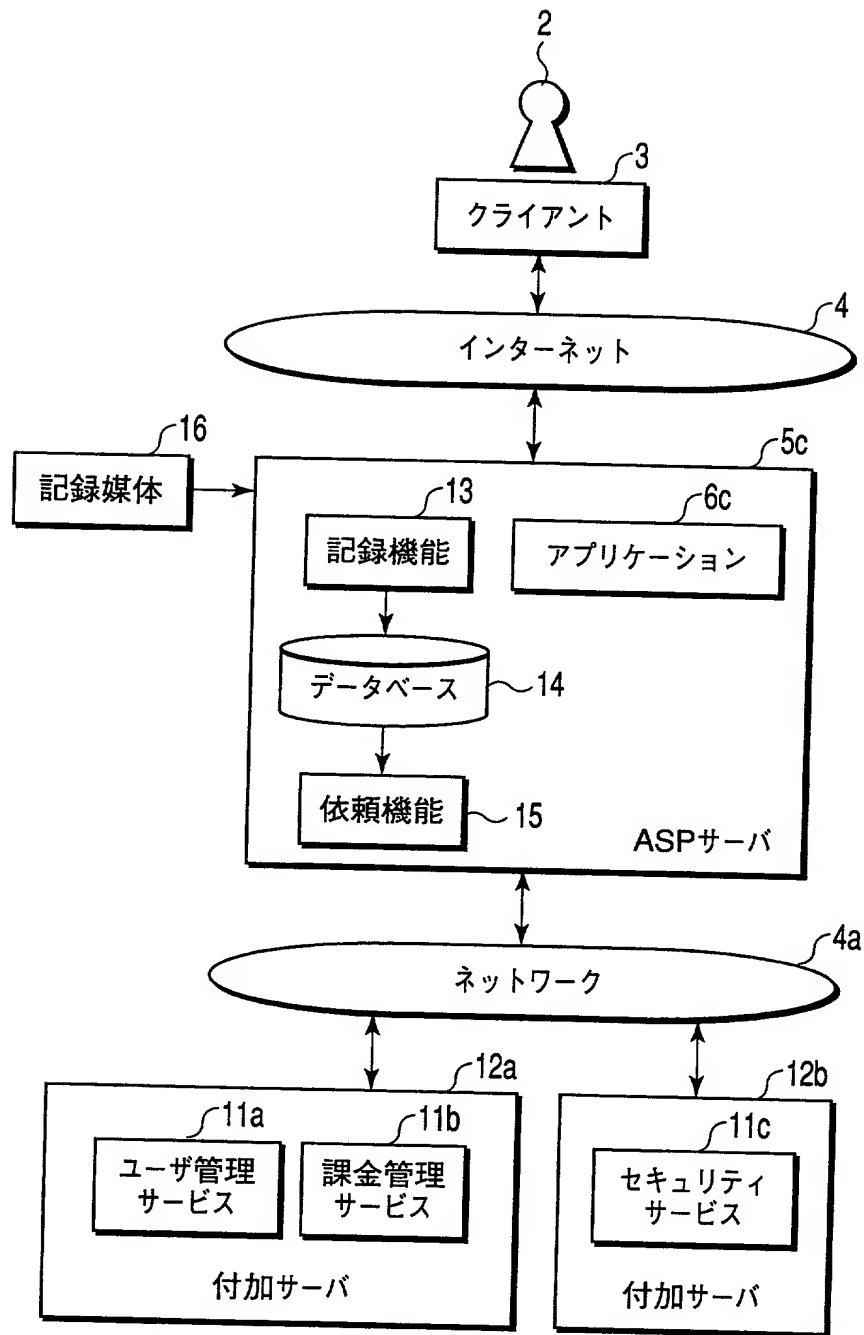 2
3
クライアント
4
インターネット
16
記録媒体
5c
13
記録機能
6c
アプリケーション
データベース
14
依頼機能
15
ASPサーバ
4a
ネットワーク
12a
11a
ユーザ管理
サービス
11b
課金管理
サービス
付加サーバ
12b
11c
セキュリティ
サービス
付加サーバ